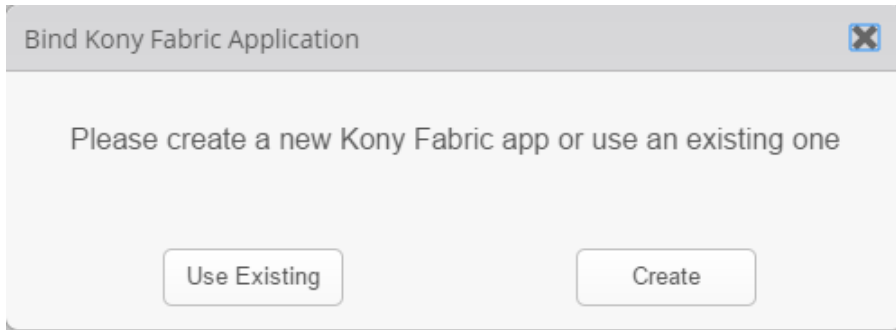 Bind Kony Fabric Application
Please create a new Kony Fabric app or use an existing one
Use Existing
Create